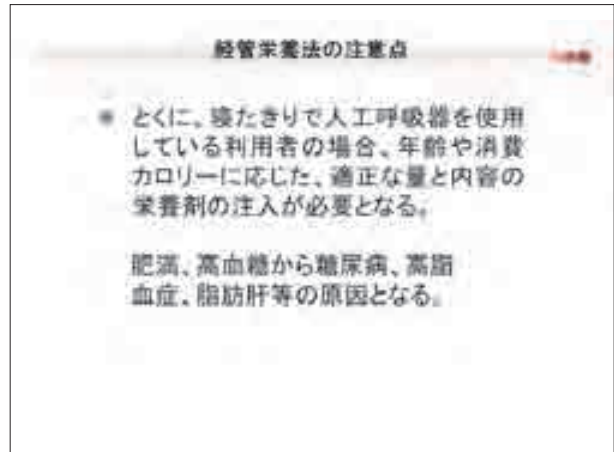 経管栄養法の注意点
とくに、寝たきりで人工呼吸器を使用
している利用者の場合、年齢や消費
カロリーに応じた、適正な量と内容の
栄養剤の注入が必要となる。
肥満、高血糖から糖尿病、高脂
血症、脂肪肝等の原因となる。